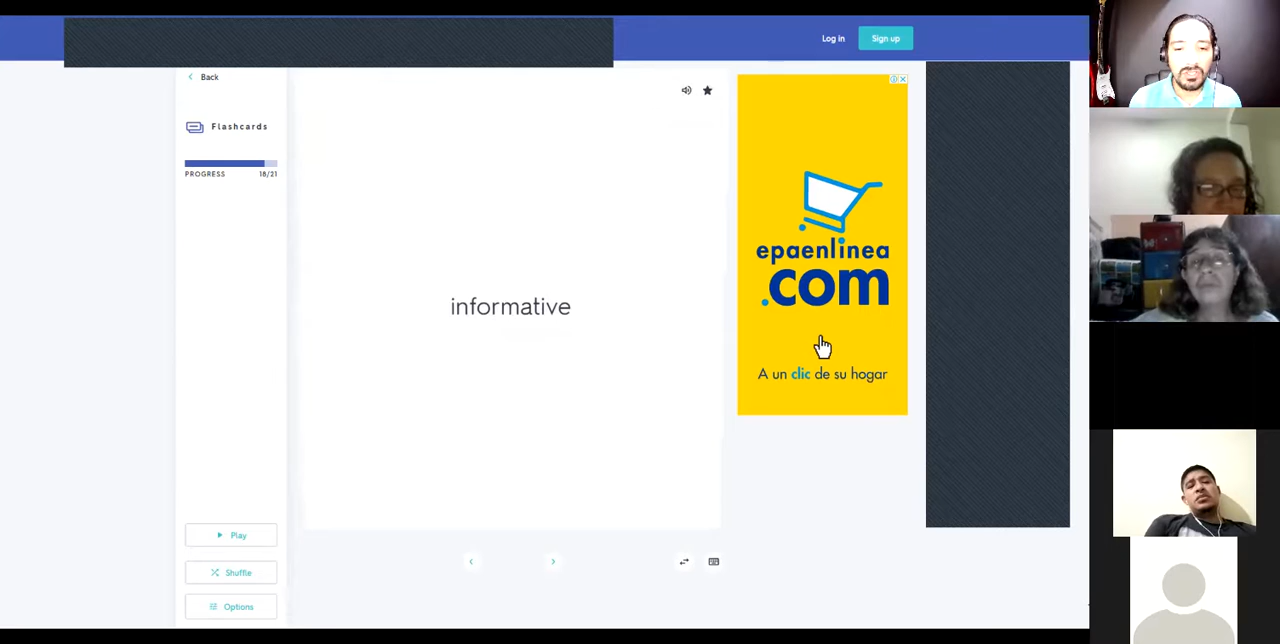 Log in
Sign up
Back
Flashcards
PROGRESS 18/21
informative
epaenlinea
.com
A un clic de su hogar
Play
Shuffle
Options